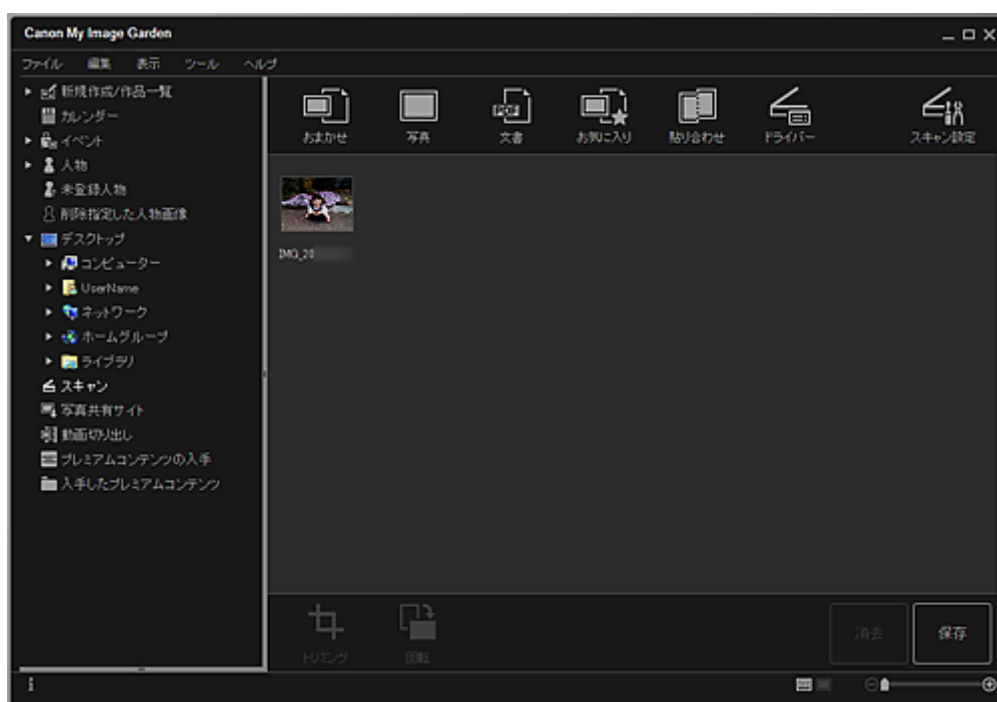 Canon My Image Garden
ファイル 編集 表示 ツール ヘルプ
新規作成/作品一覧
カレンダー
イベント
人物
未登録人物
削除指定した人物画像
デスクトップ
コンピューター
UserName
ネットワーク
ホームグループ
ライブラリ
スキャン
写真共有サイト
動画切り出し
プレミアムコンテンツの入手
入手したプレミアムコンテンツ
おまかせ 写真 文書 お気に入り 貼り合わせ ドライバー スキャン設定
PDF
IMG_20
トリミング 回転 消去 保存